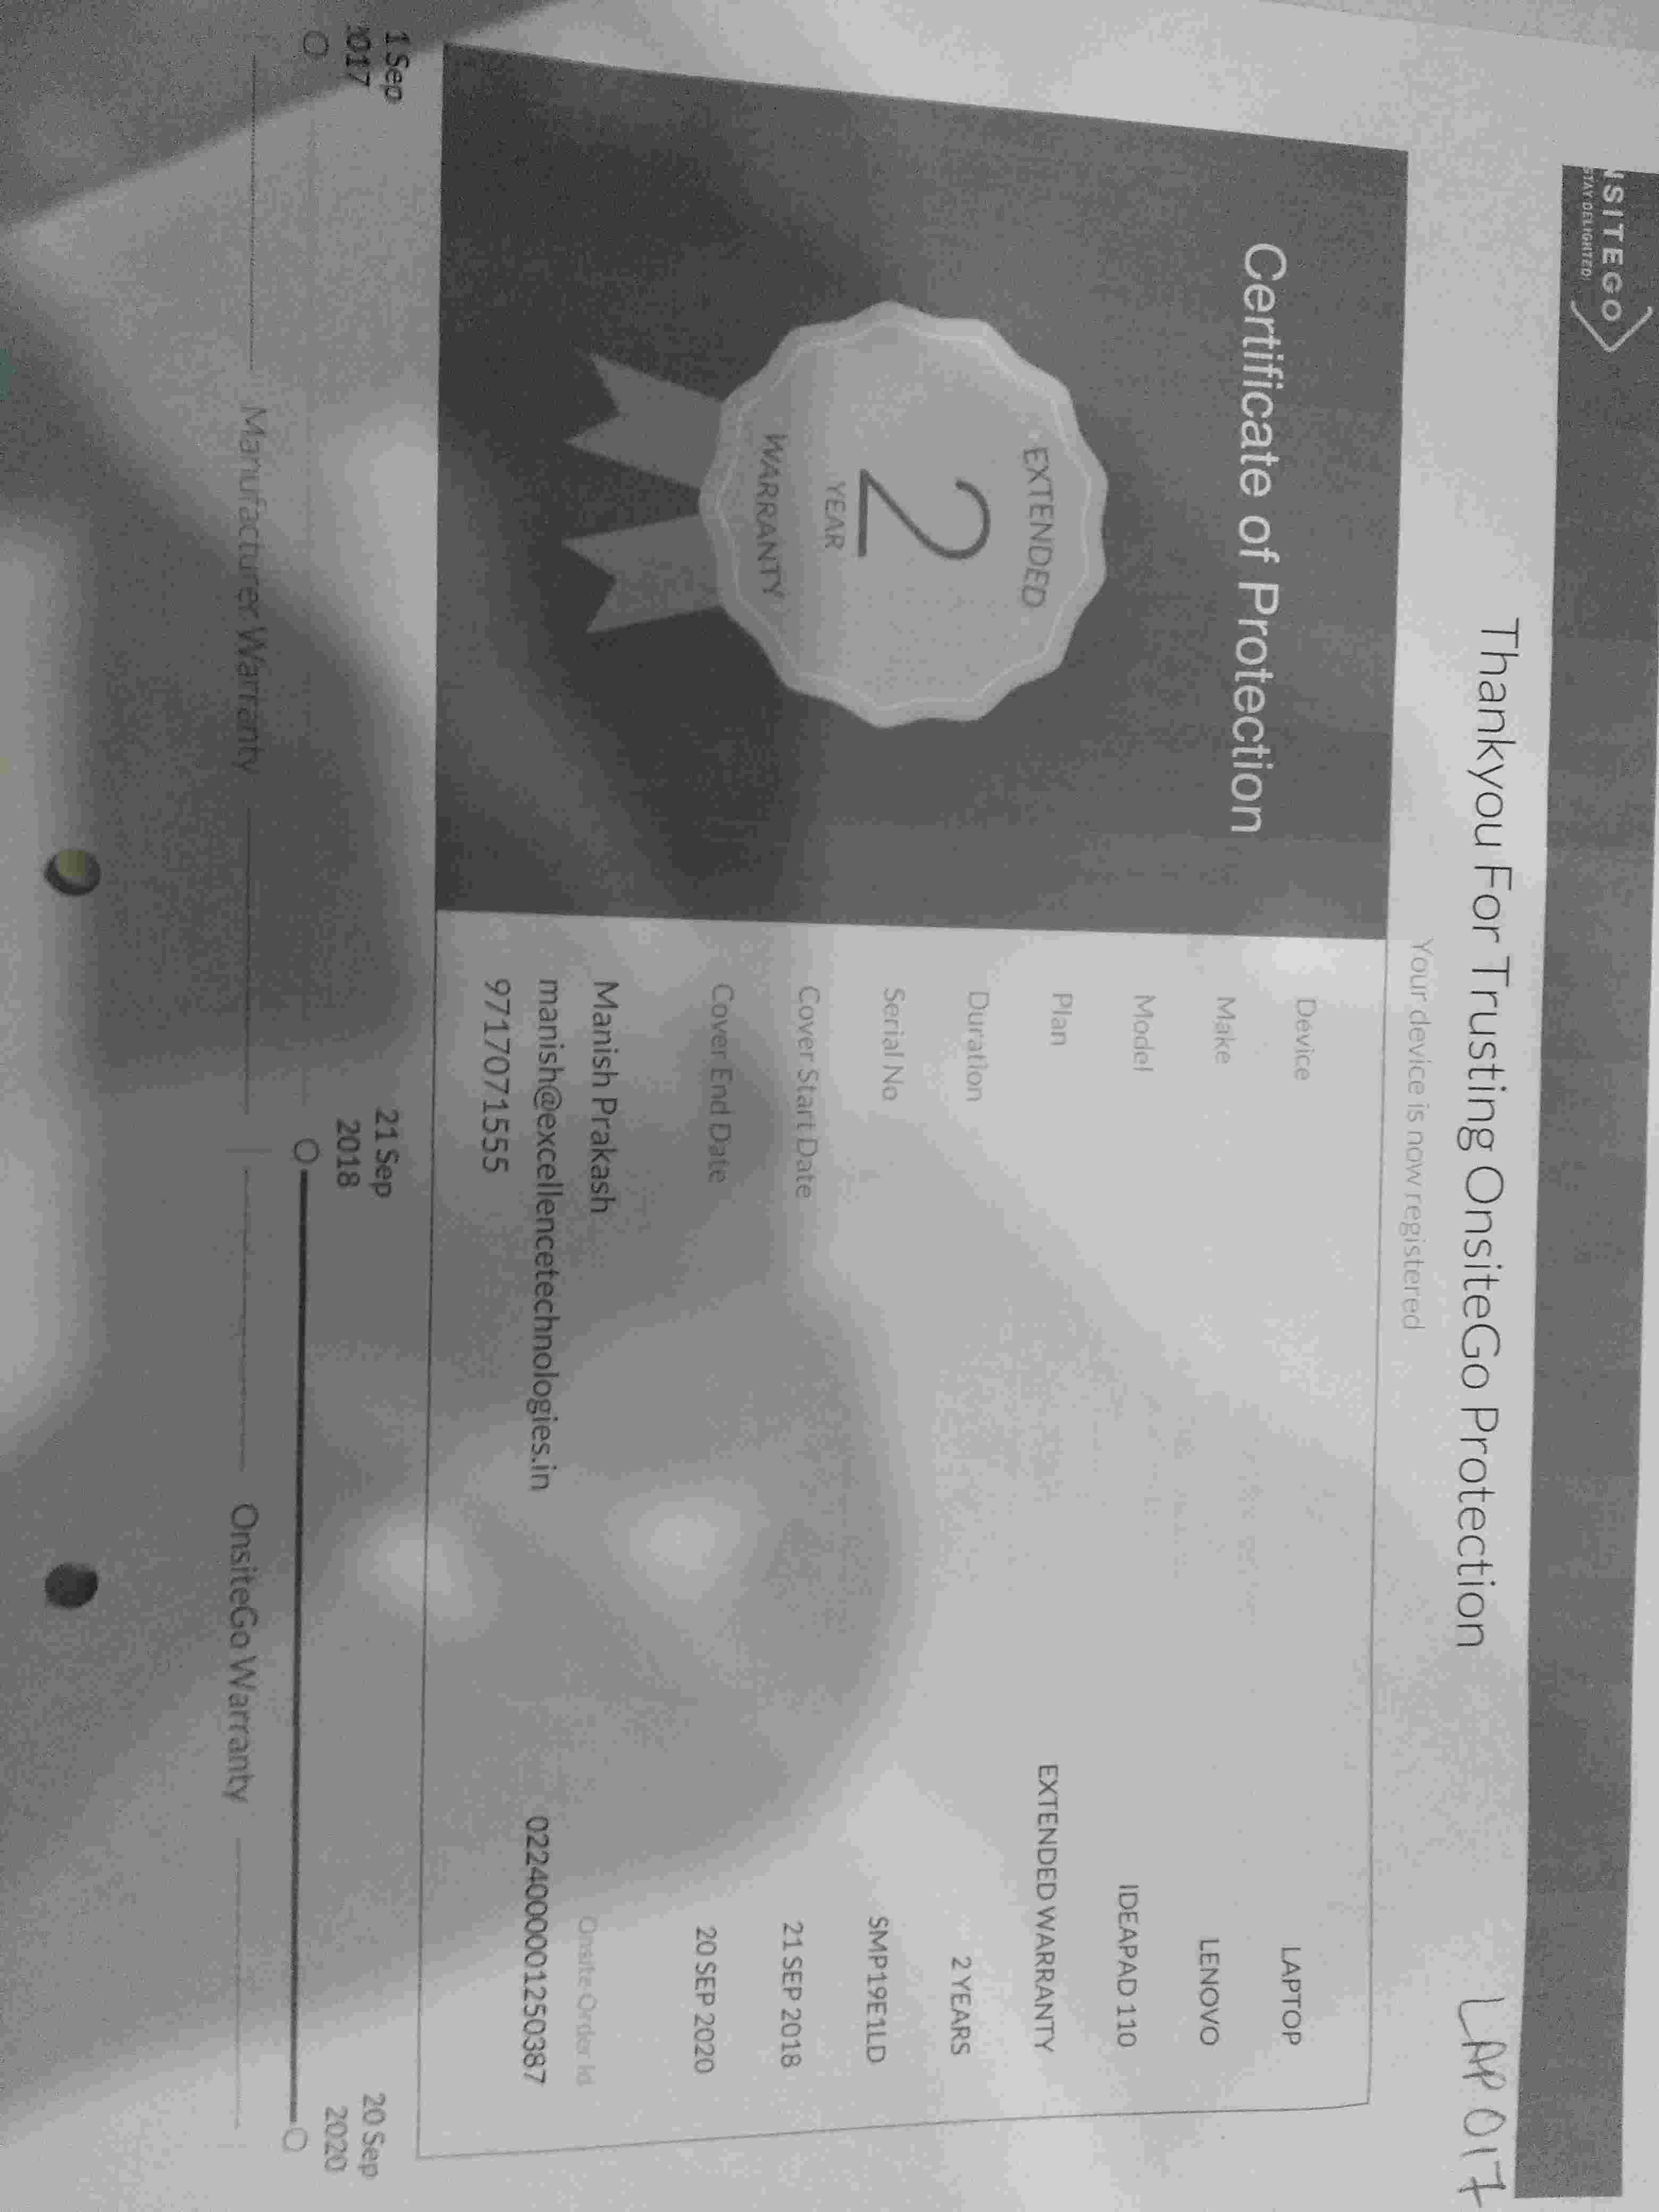 NSITEGO
STAY DELIGHTED
LAP 017
Thankyou For Trusting OnsiteGo Protection
Your device is now registered
Certificate of Protection
EXTENDED
2
YEAR
WARRANTY
Device LAPTOP
Make LENOVO
Model IDEAPAD 110
Plan EXTENDED WARRANTY
Duration 2 YEARS
Serial No SMP19E1LD
Cover Start Date 21 SEP 2018
Cover End Date 20 SEP 2020
Manish Prakash Onsite Order Id
manish@excellencetechnologies.in 0224000001250387
9717071555
1 Sep 21 Sep 20 Sep
2017 2018 2020
Manufacturer Warranty OnsiteGo Warranty